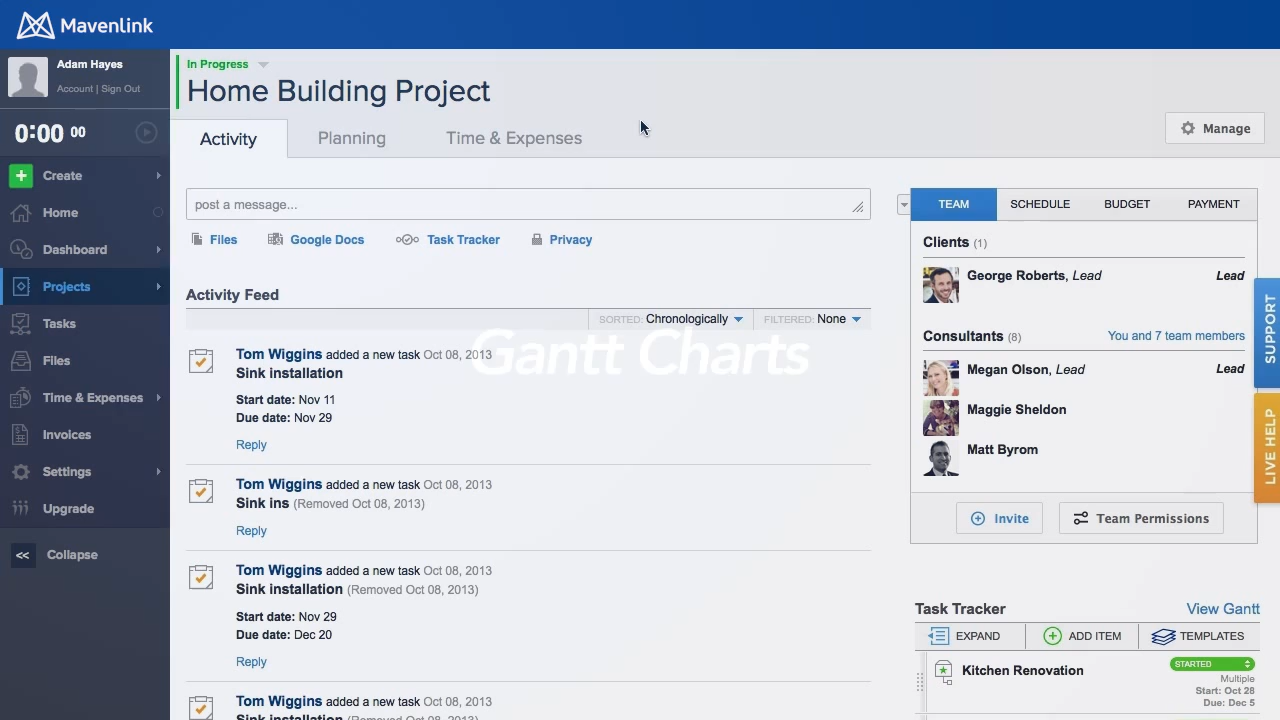 Mavenlink
Adam Hayes
Account | Sign Out
0:00 00
Create
Home
Dashboard
Projects
Tasks
Files
Time & Expenses
Invoices
Settings
Upgrade
<< Collapse
In Progress
Home Building Project
Activity
Planning
Time & Expenses
Manage
post a message...
Files
Google Docs
Task Tracker
Privacy
Activity Feed
SORTED: Chronologically
FILTERED: None
Gantt Charts
Tom Wiggins added a new task Oct 08, 2013
Sink installation
Start date: Nov 11
Due date: Nov 29
Reply
Tom Wiggins added a new task Oct 08, 2013
Sink ins (Removed Oct 08, 2013)
Reply
Tom Wiggins added a new task Oct 08, 2013
Sink installation (Removed Oct 08, 2013)
Start date: Nov 29
Due date: Dec 20
Reply
Tom Wiggins added a new task Oct 08, 2013
Sink installation (Removed Oct 08, 2013)
TEAM
SCHEDULE
BUDGET
PAYMENT
Clients (1)
George Roberts, Lead
Lead
Consultants (8)
You and 7 team members
Megan Olson, Lead
Lead
Maggie Sheldon
Matt Byrom
Invite
Team Permissions
Task Tracker
View Gantt
EXPAND
ADD ITEM
TEMPLATES
Kitchen Renovation
STARTED
Multiple
Start: Oct 28
Due: Dec 5
SUPPORT
LIVE HELP